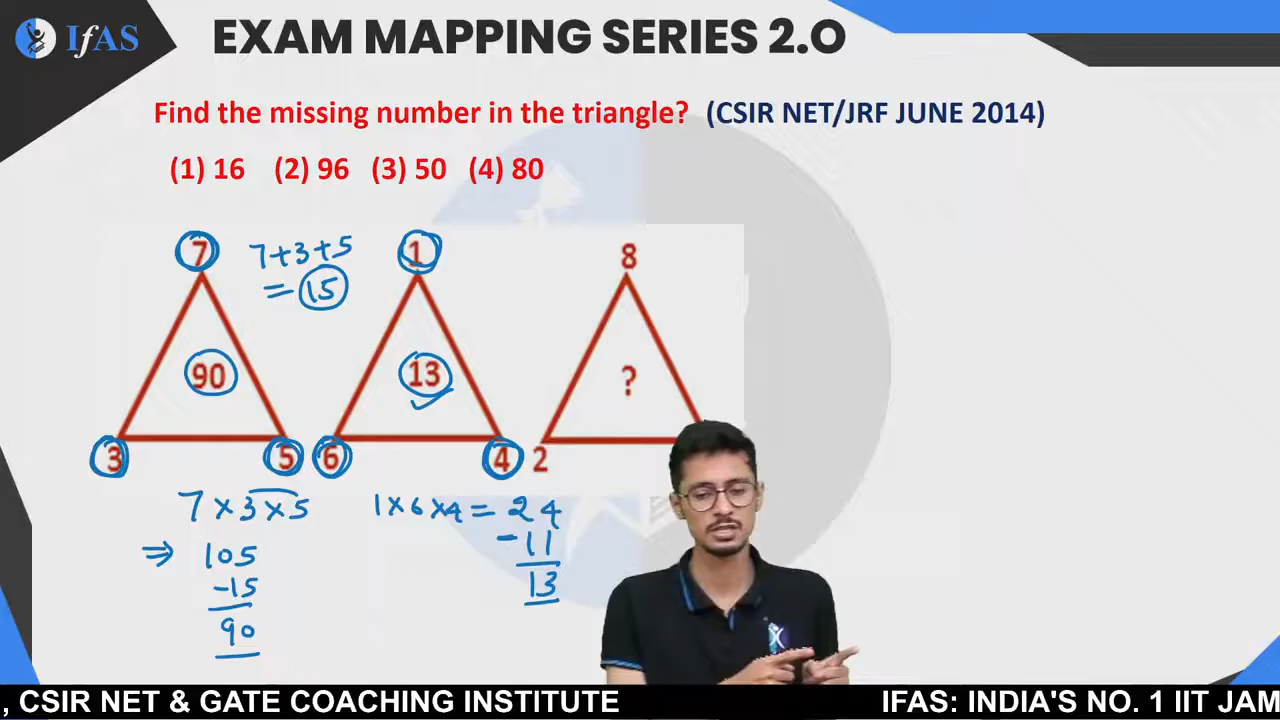 IfAS EXAM MAPPING SERIES 2.0
Find the missing number in the triangle? (CSIR NET/JRF JUNE 2014)
(1) 16 (2) 96 (3) 50 (4) 80
7 7+3+5 1 8
= 15
90 13 ?
3 5 6 4 2
7 × 3 × 5 1×6×4 = 24
⇒ 105 -11
-15 13
90
, CSIR NET & GATE COACHING INSTITUTE IFAS: INDIA'S NO. 1 IIT JAM